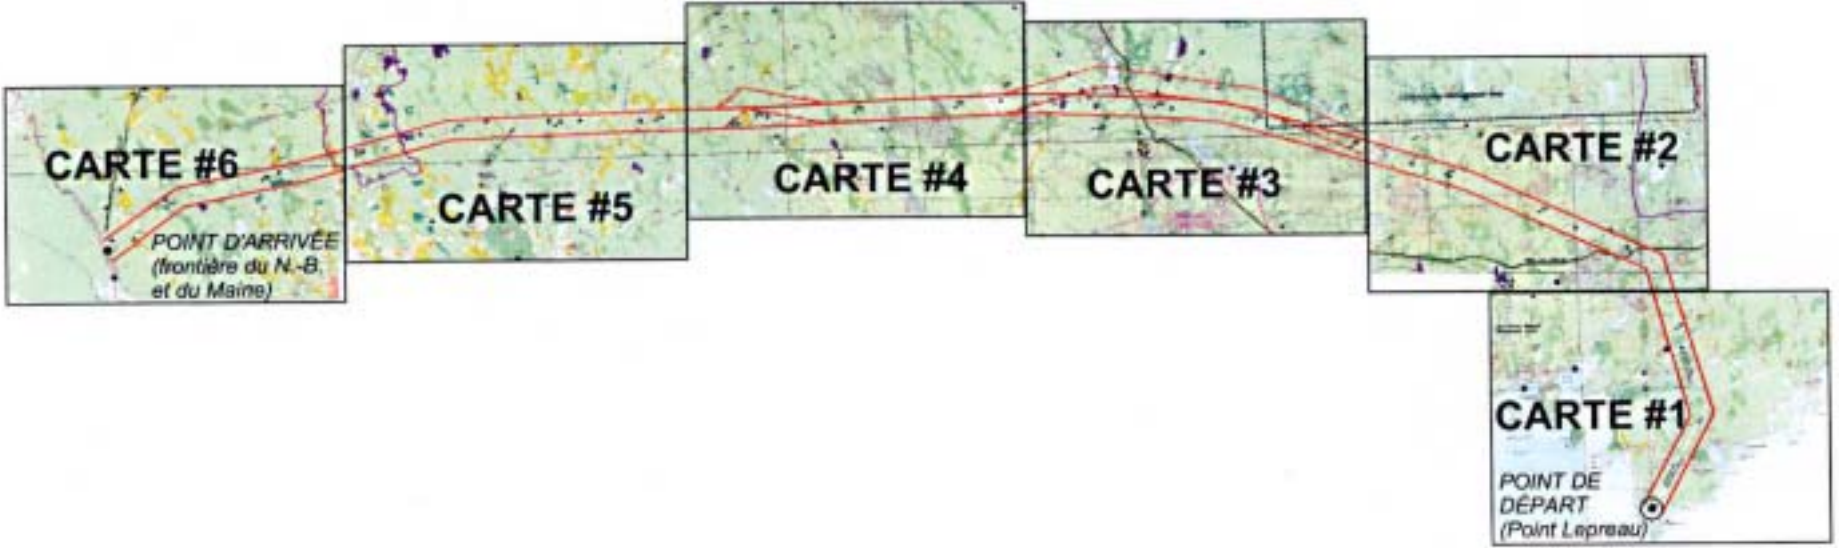 CARTE #6
POINT D'ARRIVÉE
(frontière du N.-B.
et du Maine)
CARTE #5
CARTE #4
CARTE #3
CARTE #2
CARTE #1
POINT DE
DÉPART
(Point Lepreau)